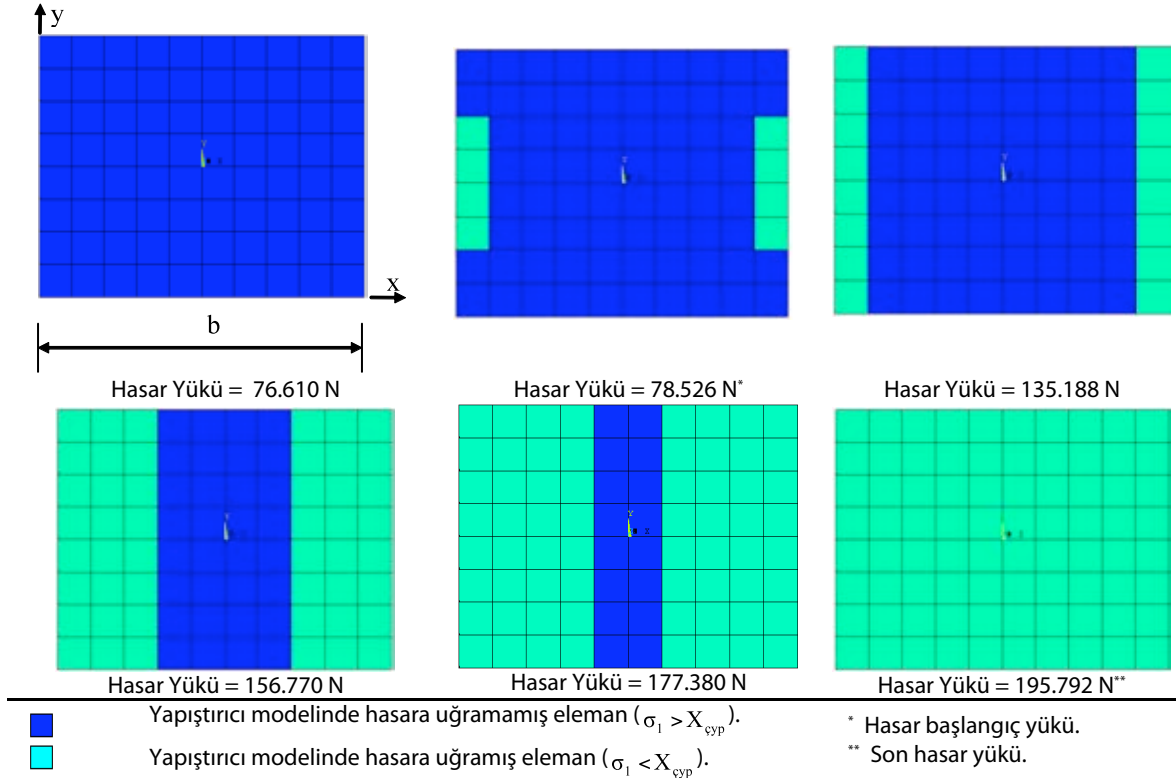 y
x
b
Hasar Yükü = 76.610 N
Hasar Yükü = 78.526 N*
Hasar Yükü = 135.188 N
Hasar Yükü = 156.770 N
Hasar Yükü = 177.380 N
Hasar Yükü = 195.792 N**
Yapıştırıcı modelinde hasara uğramamış eleman (σ₁ > Xçyp).
* Hasar başlangıç yükü.
Yapıştırıcı modelinde hasara uğramış eleman (σ₁ < Xçyp).
** Son hasar yükü.